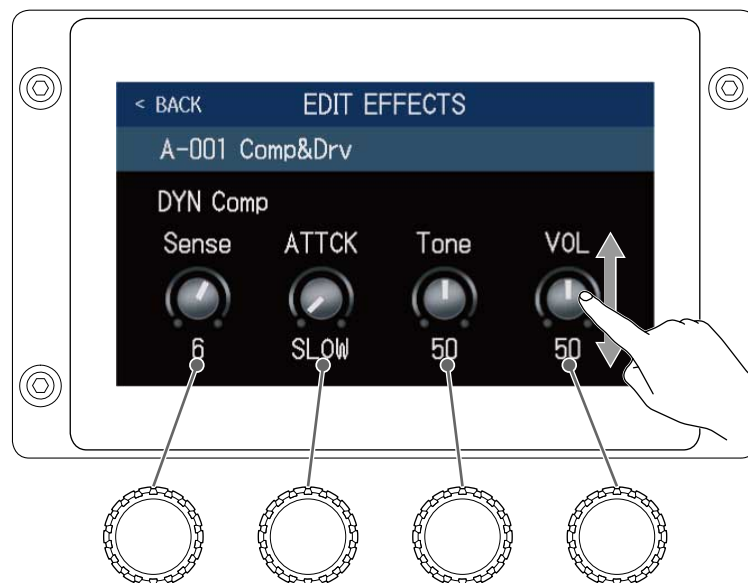 < BACK EDIT EFFECTS
A-001 Comp&Drv
DYN Comp
Sense ATTCK Tone VOL
6 SLOW 50 50